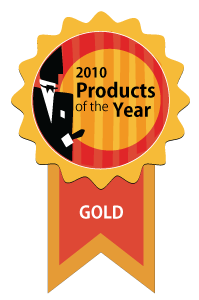 2010
Products
of the Year
GOLD